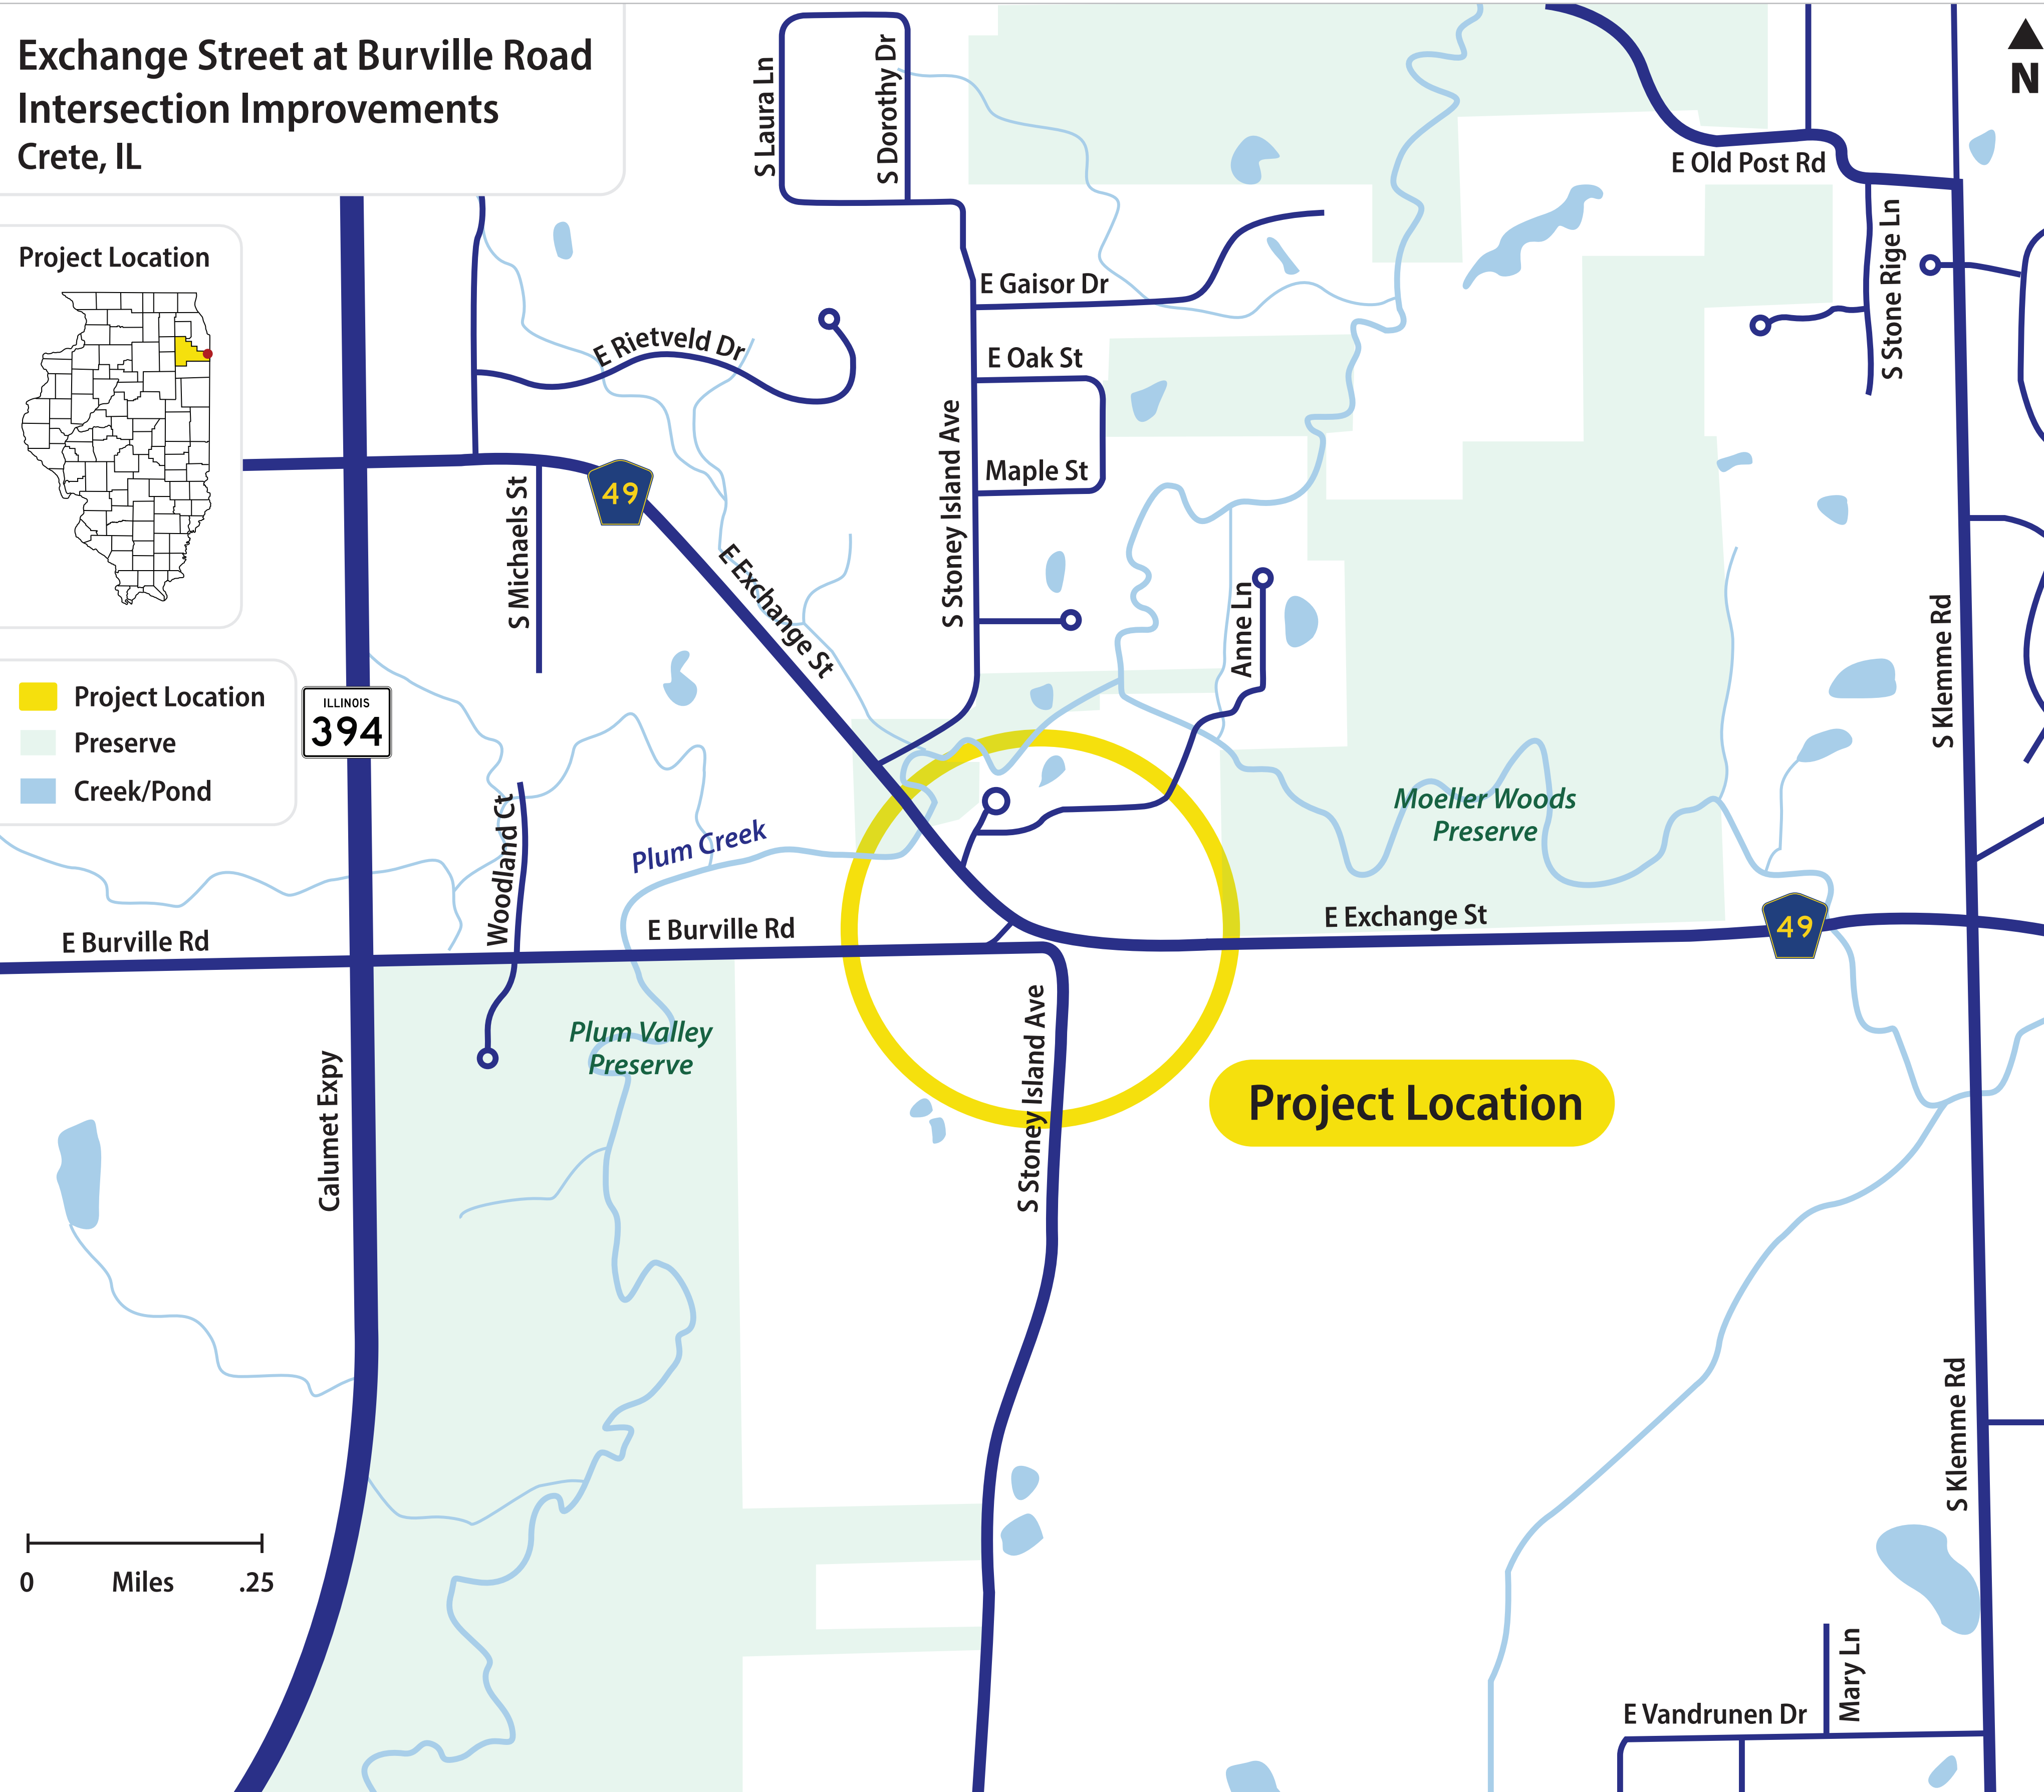 Exchange Street at Burville Road
Intersection Improvements
Crete, IL
N
S Laura Ln
S Dorothy Dr
E Old Post Rd
S Stone Rige Ln
Project Location
E Gaisor Dr
E Rietveld Dr
E Oak St
S Stoney Island Ave
Maple St
49
S Michaels St
E Exchange St
Anne Ln
S Klemme Rd
Project Location
Preserve
Creek/Pond
ILLINOIS
394
Woodland Ct
Plum Creek
Moeller Woods
Preserve
E Burville Rd
E Burville Rd
E Exchange St
49
Plum Valley
Preserve
S Stoney Island Ave
Project Location
Calumet Expy
S Klemme Rd
0 Miles .25
Mary Ln
E Vandrunen Dr